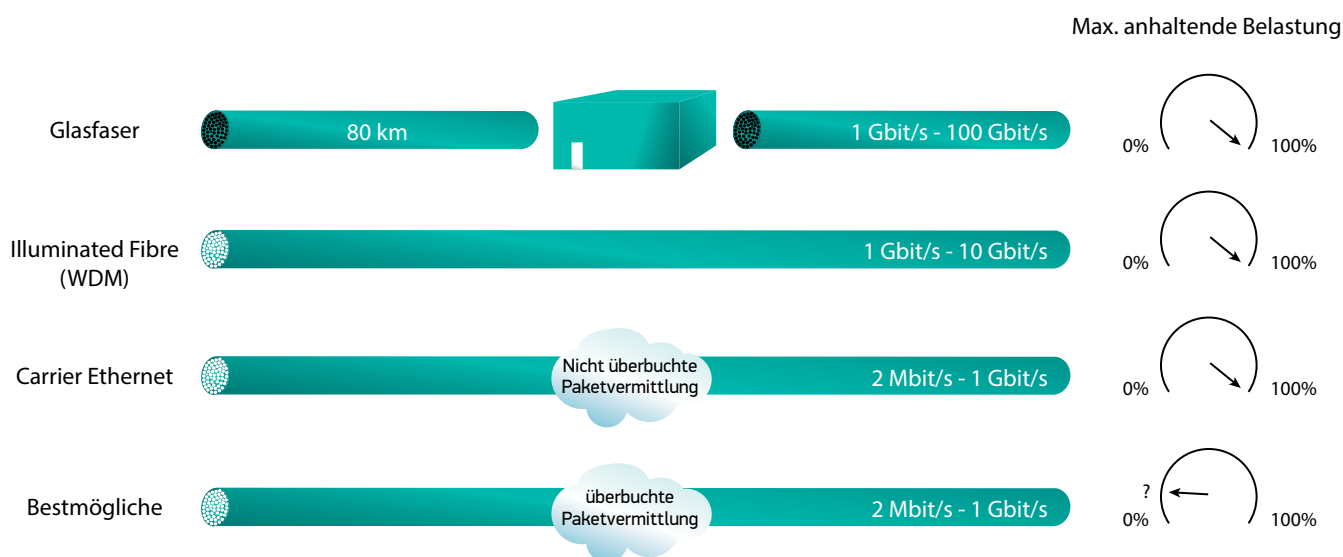 Max. anhaltende Belastung
Glasfaser
80 km
1 Gbit/s - 100 Gbit/s
0%
100%
Illuminated Fibre
(WDM)
1 Gbit/s - 10 Gbit/s
0%
100%
Carrier Ethernet
Nicht überbuchte
Paketvermittlung
2 Mbit/s - 1 Gbit/s
0%
100%
Bestmögliche
überbuchte
Paketvermittlung
2 Mbit/s - 1 Gbit/s
?
0%
100%